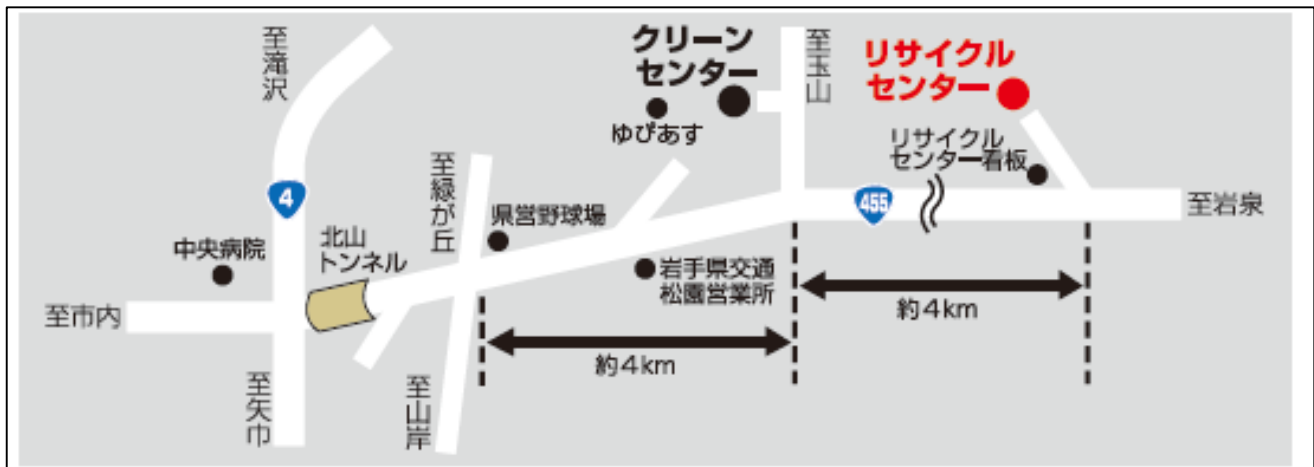 至滝沢
クリーン
センター
至玉山
リサイクル
センター
ゆぴあす
リサイクル
センター看板
至緑が丘
4
県営野球場
455
至岩泉
中央病院
北山
トンネル
岩手県交通
松園営業所
至市内
約4km
約4km
至矢巾
至山岸